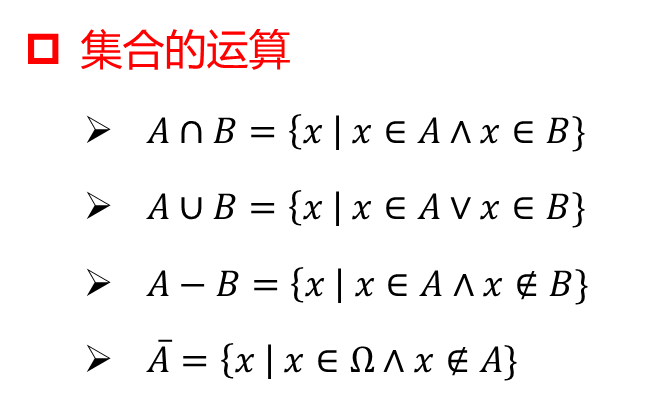 集合的运算
A ∩ B = {x | x ∈ A ∧ x ∈ B}
A ∪ B = {x | x ∈ A ∨ x ∈ B}
A − B = {x | x ∈ A ∧ x ∉ B}
Ā = {x | x ∈ Ω ∧ x ∉ A}